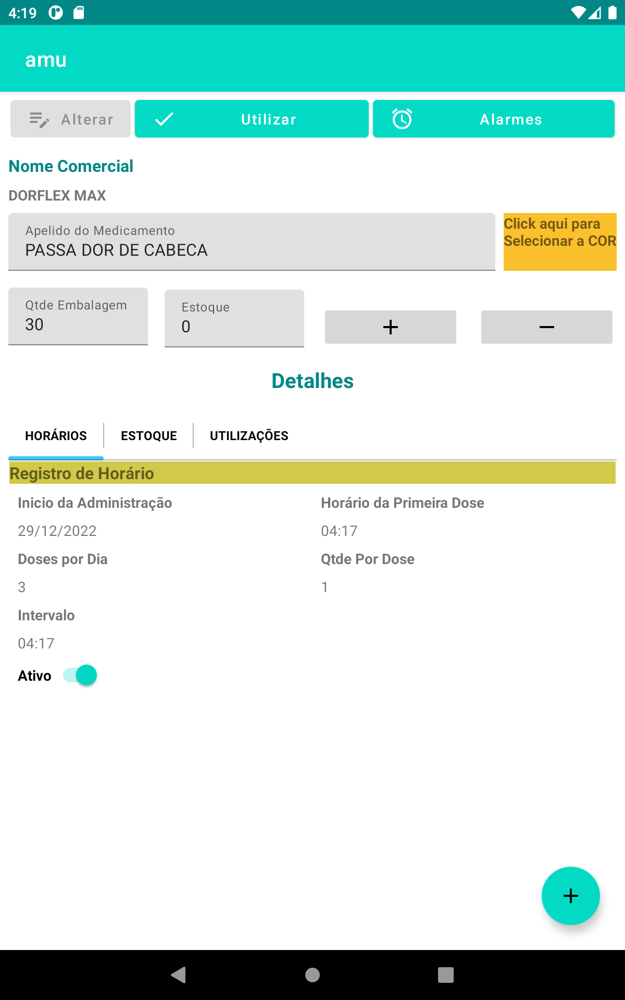 4:19
amu
Alterar
Utilizar
Alarmes
Nome Comercial
DORFLEX MAX
Apelido do Medicamento
PASSA DOR DE CABECA
Click aqui para
Selecionar a COR
Qtde Embalagem
30
Estoque
0
Detalhes
HORÁRIOS
ESTOQUE
UTILIZAÇÕES
Registro de Horário
Inicio da Administração
Horário da Primeira Dose
29/12/2022
04:17
Doses por Dia
Qtde Por Dose
3
1
Intervalo
04:17
Ativo